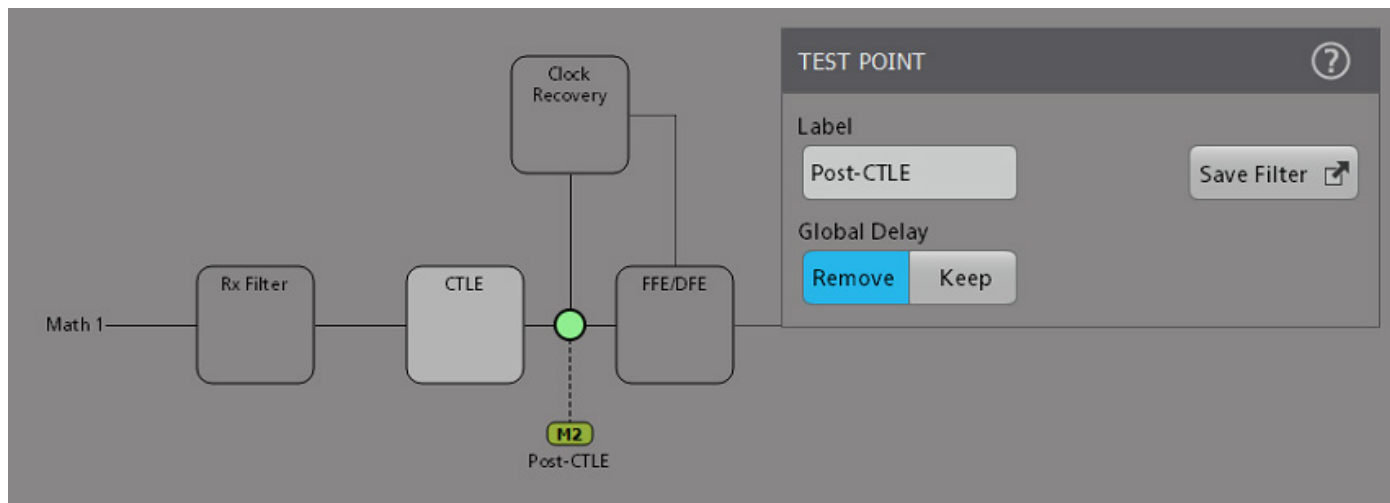 Clock
Recovery
Rx Filter
CTLE
FFE/DFE
Math 1
M2
Post-CTLE
TEST POINT
?
Label
Post-CTLE
Save Filter
Global Delay
Remove
Keep